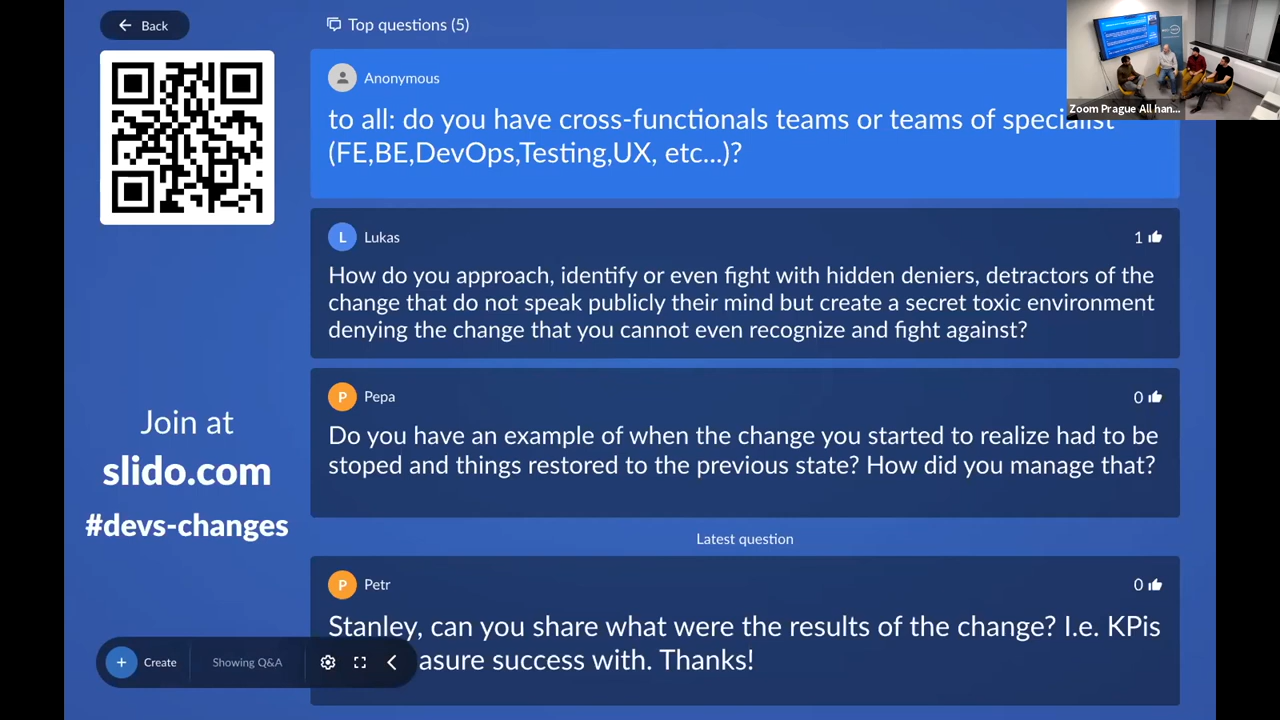 Back
Top questions (5)
Anonymous
to all: do you have cross-functionals teams or teams of specialist
(FE,BE,DevOps,Testing,UX, etc...)?
L Lukas
1
How do you approach, identify or even fight with hidden deniers, detractors of the
change that do not speak publicly their mind but create a secret toxic environment
denying the change that you cannot even recognize and fight against?
P Pepa
0
Do you have an example of when the change you started to realize had to be
stoped and things restored to the previous state? How did you manage that?
Latest question
P Petr
0
Stanley, can you share what were the results of the change? I.e. KPis
asure success with. Thanks!
Join at
slido.com
#devs-changes
Create
Showing Q&A
Zoom Prague All han...